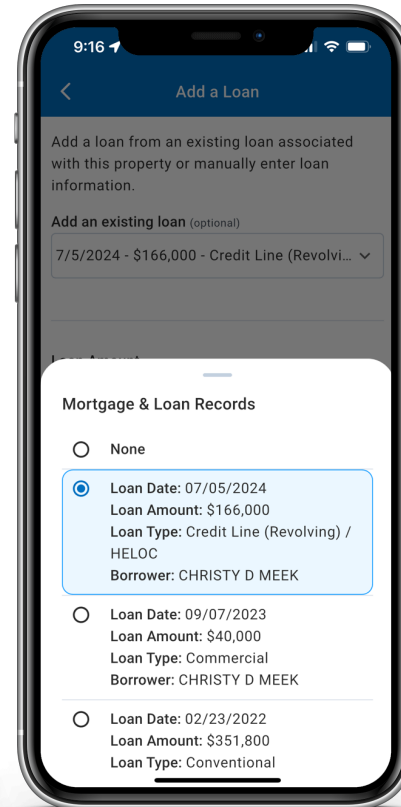 9:16
Add a Loan
Add a loan from an existing loan associated
with this property or manually enter loan
information.
Add an existing loan (optional)
7/5/2024 - $166,000 - Credit Line (Revolvi...
Loan Amount
Mortgage & Loan Records
None
Loan Date: 07/05/2024
Loan Amount: $166,000
Loan Type: Credit Line (Revolving) /
HELOC
Borrower: CHRISTY D MEEK
Loan Date: 09/07/2023
Loan Amount: $40,000
Loan Type: Commercial
Borrower: CHRISTY D MEEK
Loan Date: 02/23/2022
Loan Amount: $351,800
Loan Type: Conventional